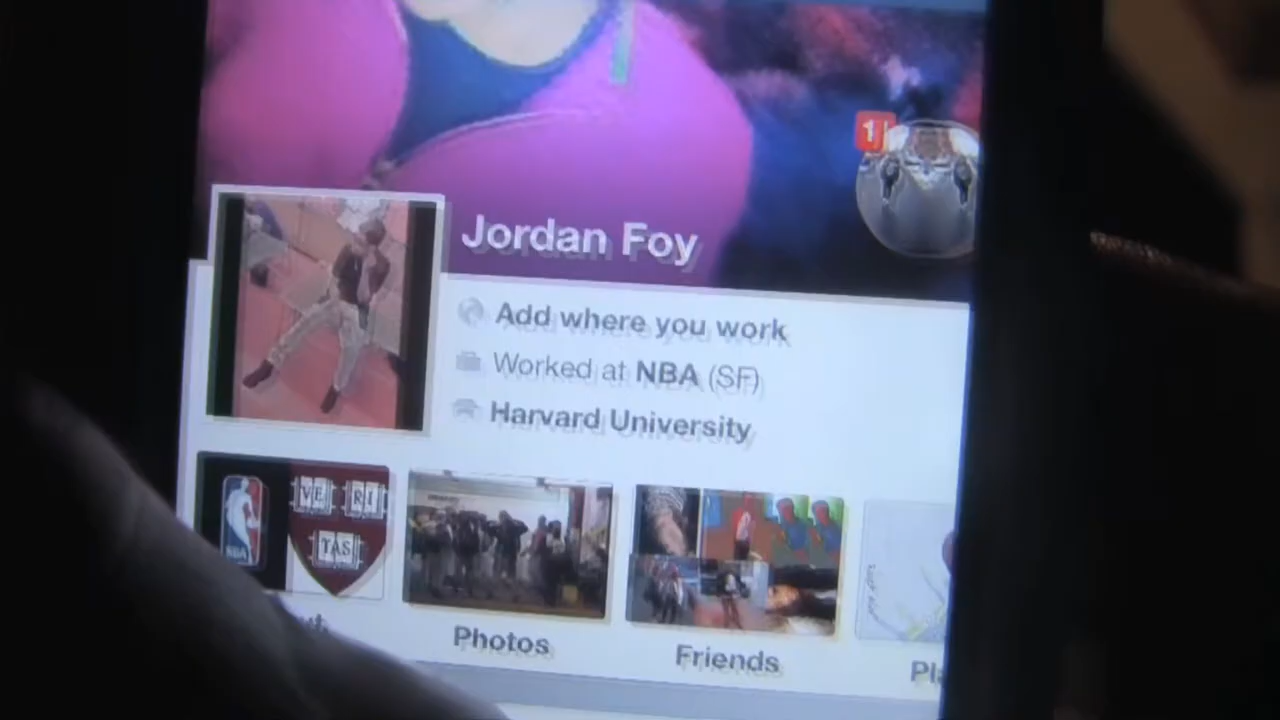 1
Jordan Foy
Add where you work
Worked at NBA (SF)
Harvard University
NBA
VE RI
TAS
Photos
Friends